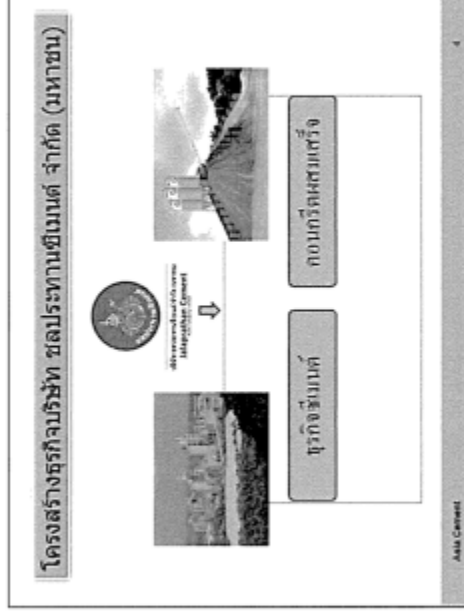 โครงสร้างธุรกิจบริษัท ชลประทานซีเมนต์ จำกัด (มหาชน)
Jalaprathan Cement
ธุรกิจซีเมนต์
คอนกรีตผสมเสร็จ
Asia Cement
4